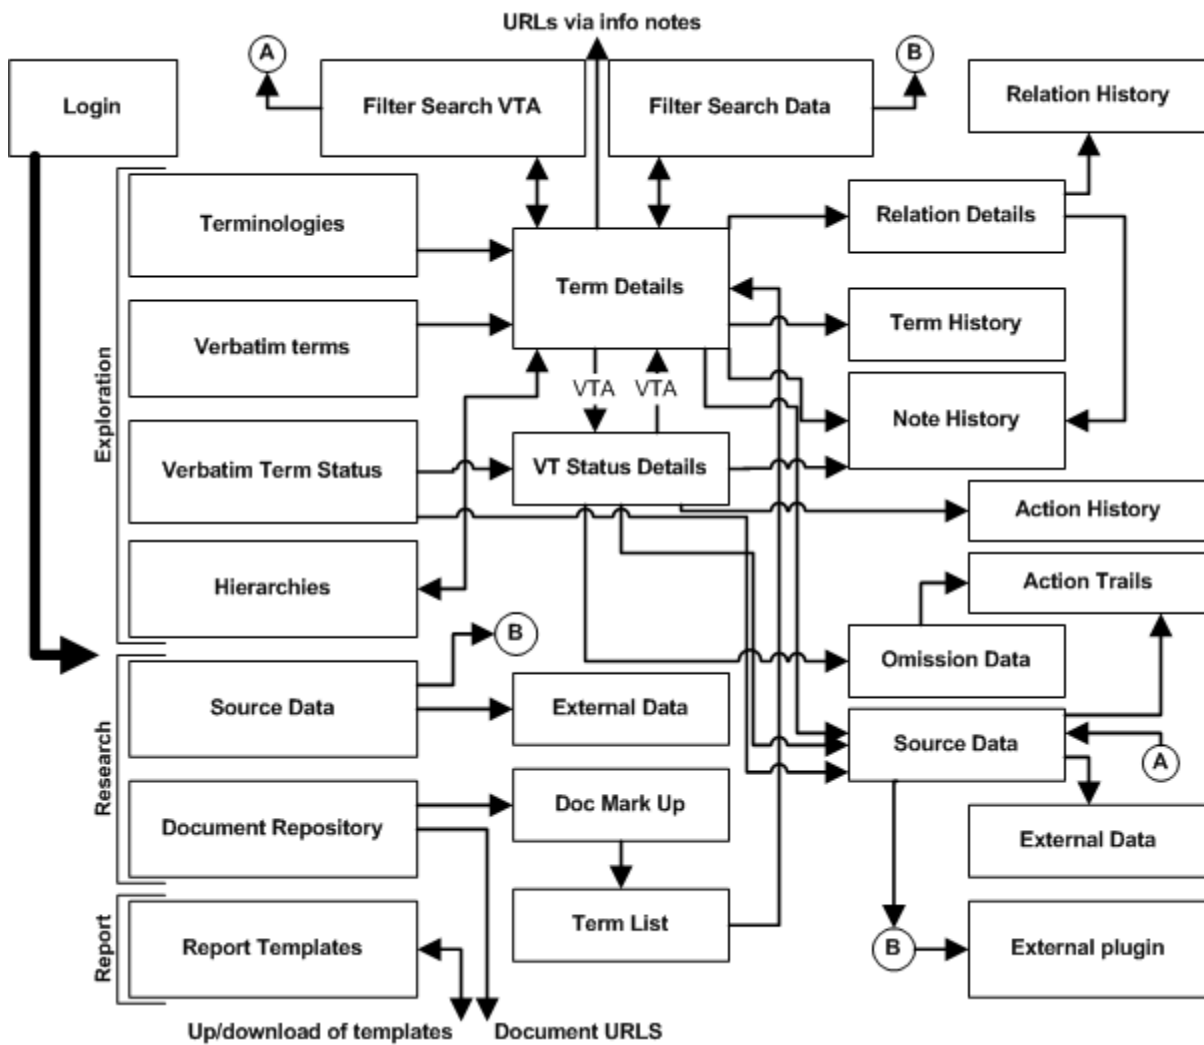 URLs via info notes
A
B
Login
Filter Search VTA
Filter Search Data
Relation History
Terminologies
Relation Details
Term Details
Term History
Verbatim terms
Exploration
VTA
VTA
Note History
Verbatim Term Status
VT Status Details
Action History
Hierarchies
Action Trails
B
Omission Data
Research
Source Data
External Data
Source Data
A
Document Repository
Doc Mark Up
External Data
Report
Report Templates
Term List
B
External plugin
Up/download of templates
Document URLS